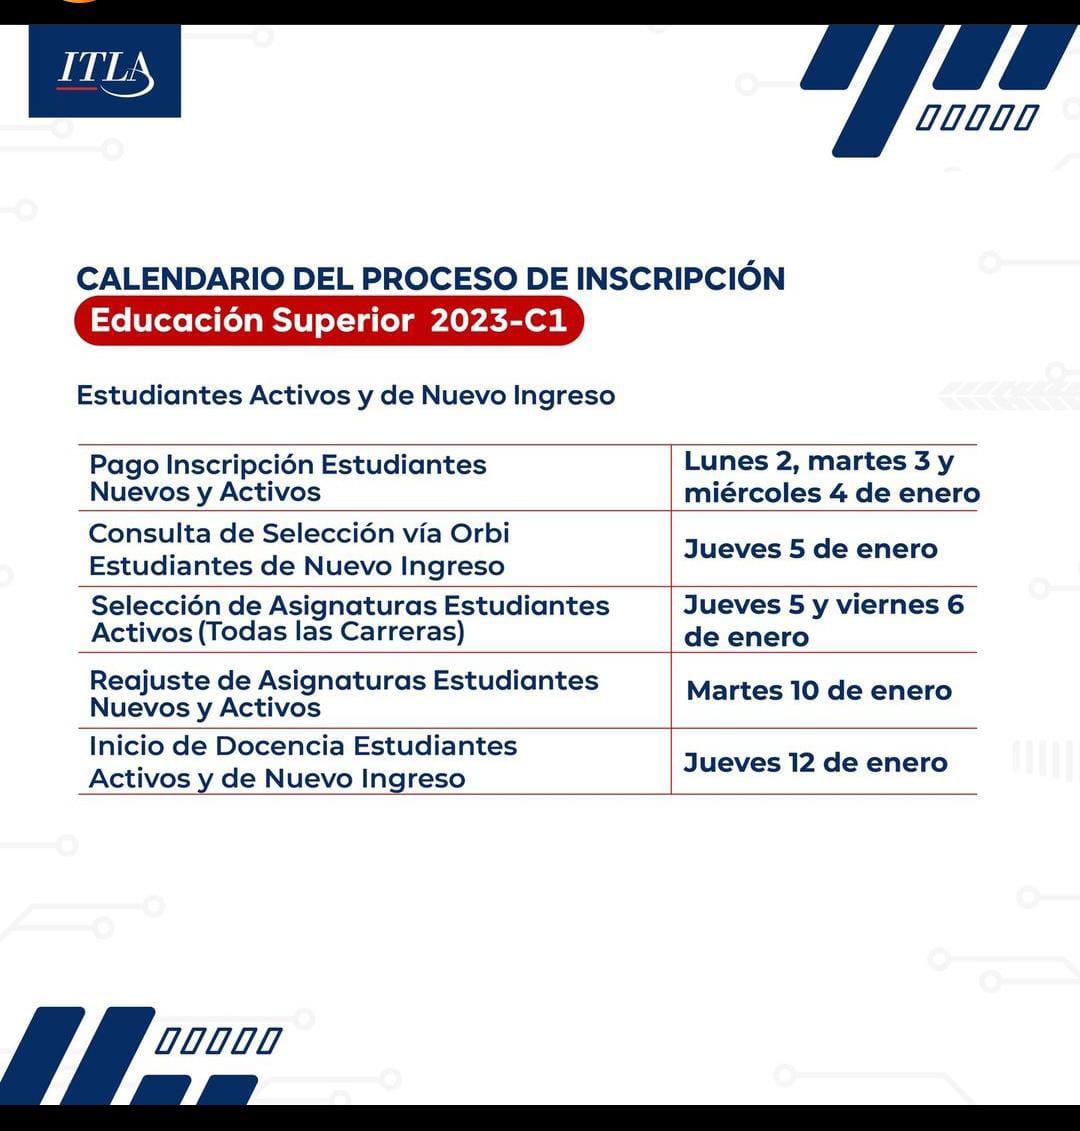 ITLA
CALENDARIO DEL PROCESO DE INSCRIPCIÓN
Educación Superior 2023-C1
Estudiantes Activos y de Nuevo Ingreso
Pago Inscripción Estudiantes
Nuevos y Activos
Lunes 2, martes 3 y
miércoles 4 de enero
Consulta de Selección vía Orbi
Estudiantes de Nuevo Ingreso
Jueves 5 de enero
Selección de Asignaturas Estudiantes
Activos (Todas las Carreras)
Jueves 5 y viernes 6
de enero
Reajuste de Asignaturas Estudiantes
Nuevos y Activos
Martes 10 de enero
Inicio de Docencia Estudiantes
Activos y de Nuevo Ingreso
Jueves 12 de enero